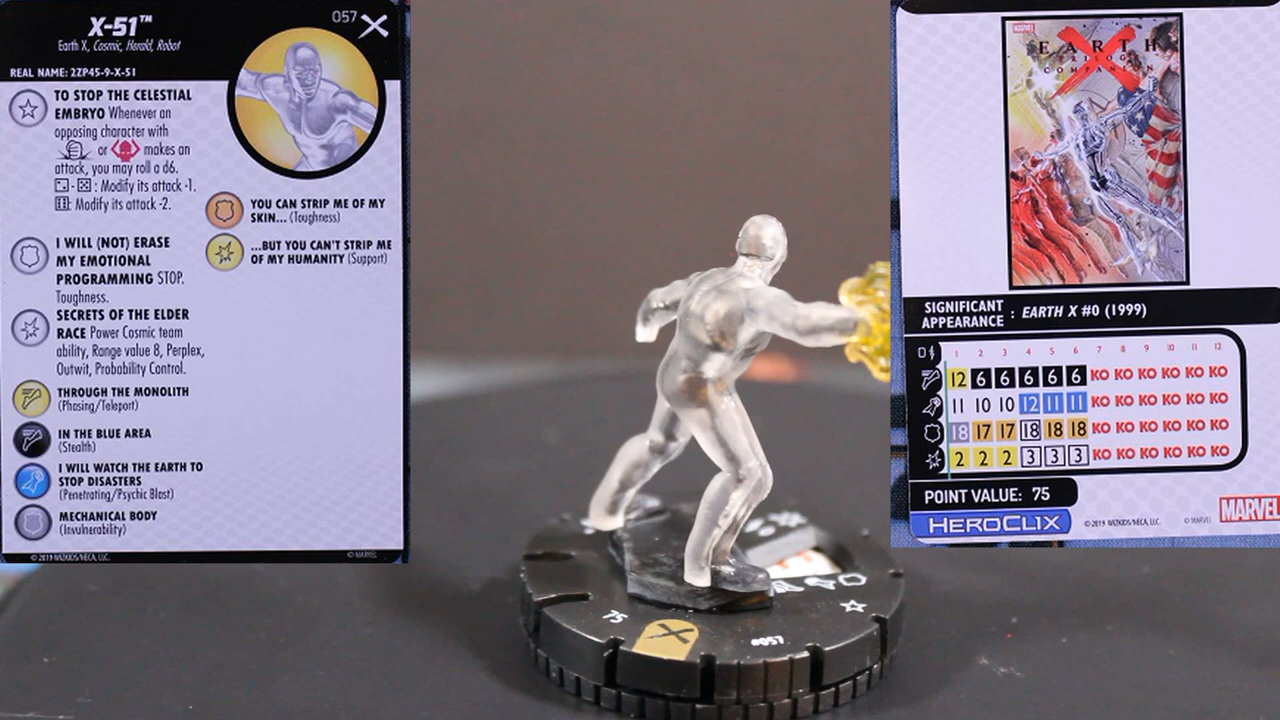 X-51™
057
Earth X, Cosmic, Herald, Robot
REAL NAME: 2ZP45-9-X-51
TO STOP THE CELESTIAL
EMBRYO Whenever an
opposing character with
or makes an
attack, you may roll a d6.
- : Modify its attack -1.
: Modify its attack -2.
I WILL (NOT) ERASE
MY EMOTIONAL
PROGRAMMING STOP.
Toughness.
SECRETS OF THE ELDER
RACE Power Cosmic team
ability, Range value 8, Perplex,
Outwit, Probability Control.
THROUGH THE MONOLITH
(Phasing/Teleport)
IN THE BLUE AREA
(Stealth)
I WILL WATCH THE EARTH TO
STOP DISASTERS
(Penetrating/Psychic Blast)
MECHANICAL BODY
(Invulnerability)
YOU CAN STRIP ME OF MY
SKIN... (Toughness)
...BUT YOU CAN'T STRIP ME
OF MY HUMANITY (Support)
© 2019 WIZKIDS/NECA, LLC.
© MARVEL
75
#057
MARVEL
EARTH X
TRILOGY
COMPANION
SIGNIFICANT
APPEARANCE : EARTH X #0 (1999)
1 2 3 4 5 6 7 8 9 10 11 12
12 6 6 6 6 6 KO KO KO KO KO KO
11 10 10 12 11 11 KO KO KO KO KO KO
18 17 17 18 18 18 KO KO KO KO KO KO
2 2 2 3 3 3 KO KO KO KO KO KO
POINT VALUE: 75
HEROCLIX
© 2019 WIZKIDS/NECA, LLC.
© MARVEL
MARVEL